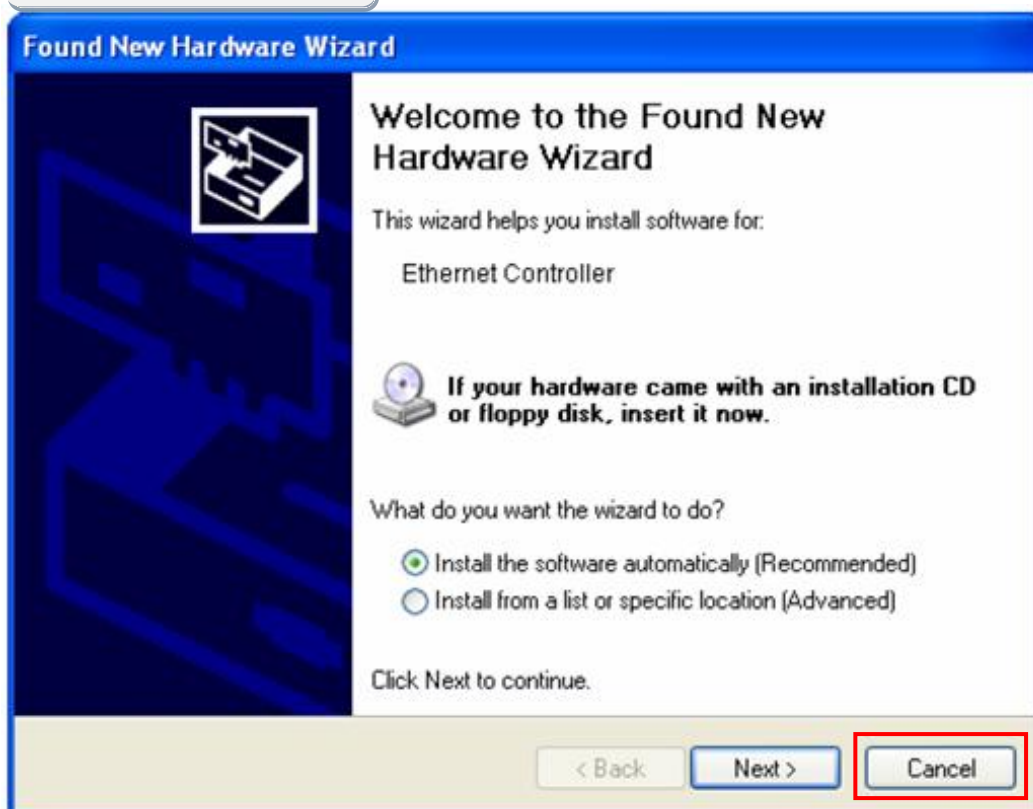 Found New Hardware Wizard
Welcome to the Found New
Hardware Wizard
This wizard helps you install software for:
Ethernet Controller
If your hardware came with an installation CD
or floppy disk, insert it now.
What do you want the wizard to do?
Install the software automatically (Recommended)
Install from a list or specific location (Advanced)
Click Next to continue.
< Back
Next >
Cancel